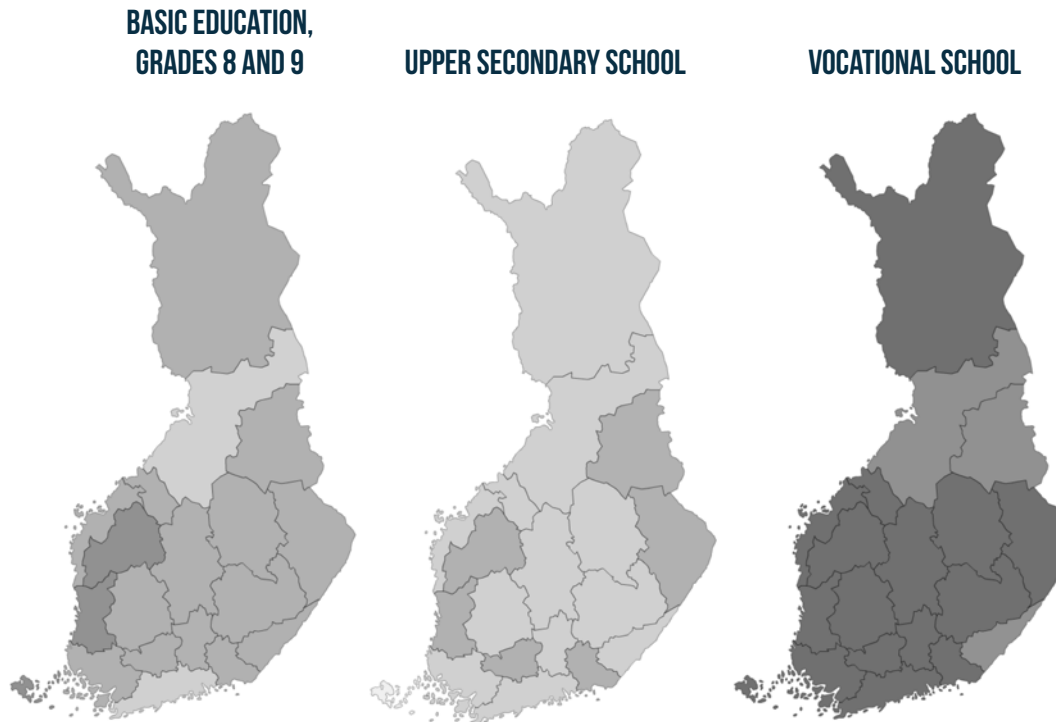 BASIC EDUCATION,
GRADES 8 AND 9
UPPER SECONDARY SCHOOL
VOCATIONAL SCHOOL